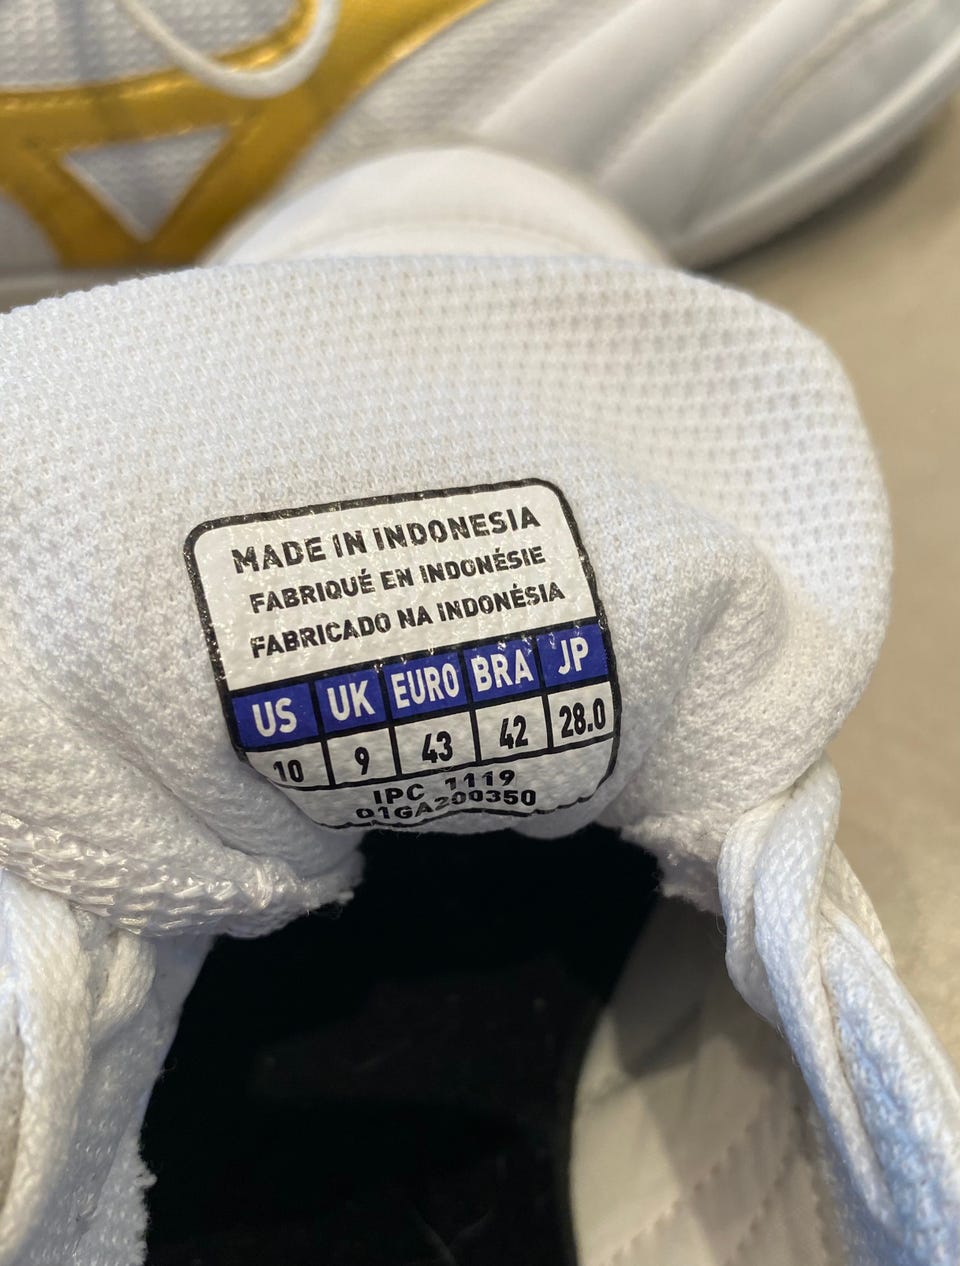 MADE IN INDONESIA
FABRIQUÉ EN INDONÉSIE
FABRICADO NA INDONÉSIA
US UK EURO BRA JP
10 9 43 42 28.0
IPC 1119
01GA200350